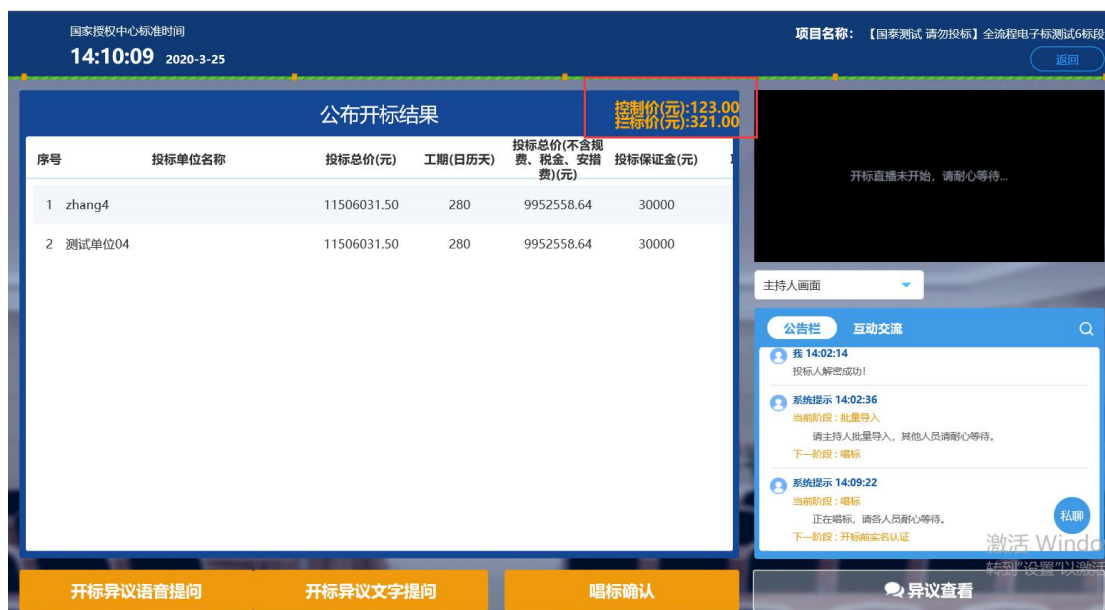 国家授权中心标准时间
14:10:09 2020-3-25
项目名称： 【国泰测试 请勿投标】全流程电子标测试6标段
返回
公布开标结果
控制价(元):123.00
拦标价(元):321.00
序号 投标单位名称 投标总价(元) 工期(日历天) 投标总价(不含规费、税金、安措费)(元) 投标保证金(元)
1 zhang4 11506031.50 280 9952558.64 30000
2 测试单位04 11506031.50 280 9952558.64 30000
开标直播未开始，请耐心等待...
主持人画面
公告栏 互动交流
我 14:02:14
投标人解密成功!
系统提示 14:02:36
当前阶段：批量导入
请主持人批量导入，其他人员请耐心等待。
下一阶段：唱标
系统提示 14:09:22
当前阶段：唱标
正在唱标，请各人员耐心等待。
下一阶段：开标前实名认证
私聊
激活 Windo
转到"设置"以激活
开标异议语音提问 开标异议文字提问 唱标确认 异议查看